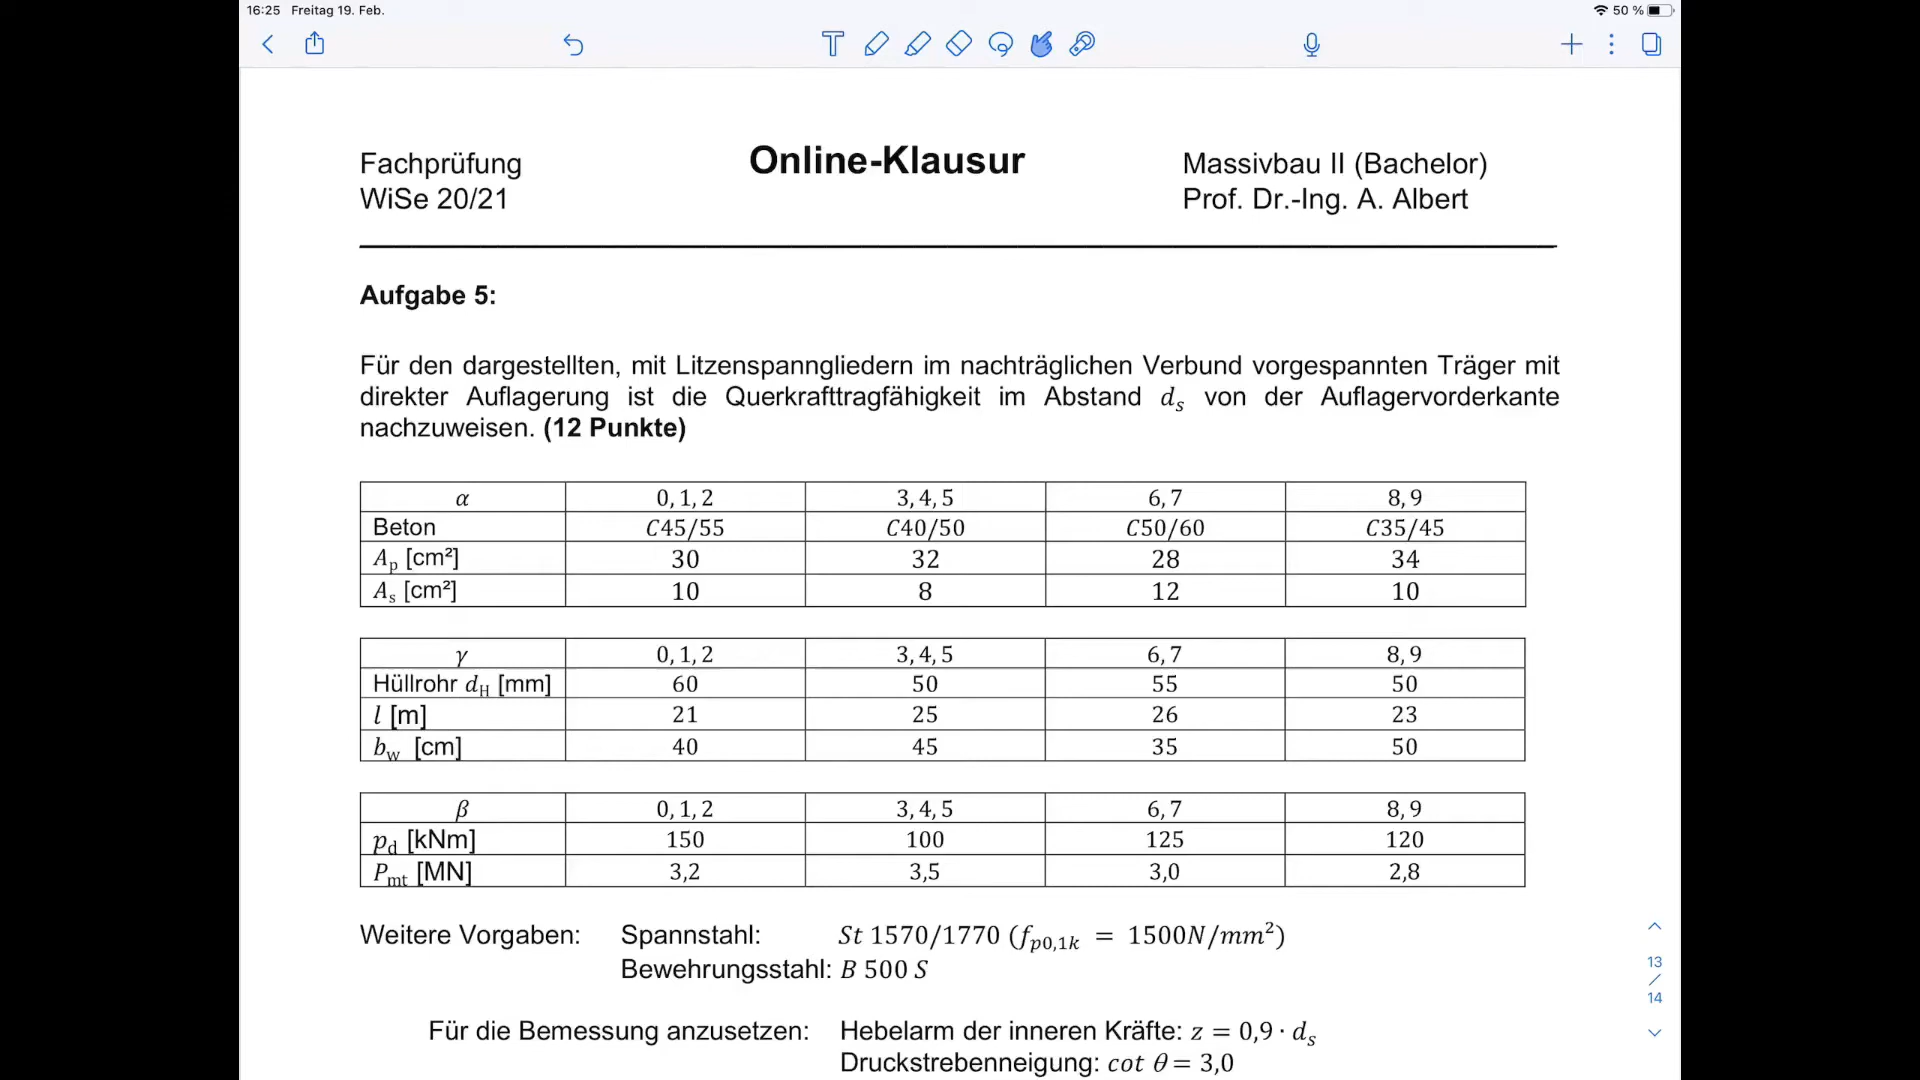 16:25 Freitag 19. Feb.
50 %
Fachprüfung Online-Klausur Massivbau II (Bachelor)
WiSe 20/21 Prof. Dr.-Ing. A. Albert
Aufgabe 5:
Für den dargestellten, mit Litzenspanngliedern im nachträglichen Verbund vorgespannten Träger mit
direkter Auflagerung ist die Querkrafttragfähigkeit im Abstand d_s von der Auflagervorderkante
nachzuweisen. (12 Punkte)
α 0, 1, 2 3, 4, 5 6, 7 8, 9
Beton C45/55 C40/50 C50/60 C35/45
A_p [cm²] 30 32 28 34
A_s [cm²] 10 8 12 10
γ 0, 1, 2 3, 4, 5 6, 7 8, 9
Hüllrohr d_H [mm] 60 50 55 50
l [m] 21 25 26 23
b_w [cm] 40 45 35 50
β 0, 1, 2 3, 4, 5 6, 7 8, 9
p_d [kNm] 150 100 125 120
P_mt [MN] 3,2 3,5 3,0 2,8
Weitere Vorgaben: Spannstahl: St 1570/1770 (f_p0,1k = 1500N/mm²)
Bewehrungsstahl: B 500 S
Für die Bemessung anzusetzen: Hebelarm der inneren Kräfte: z = 0,9 · d_s
Druckstrebenneigung: cot θ = 3,0
13
/
14